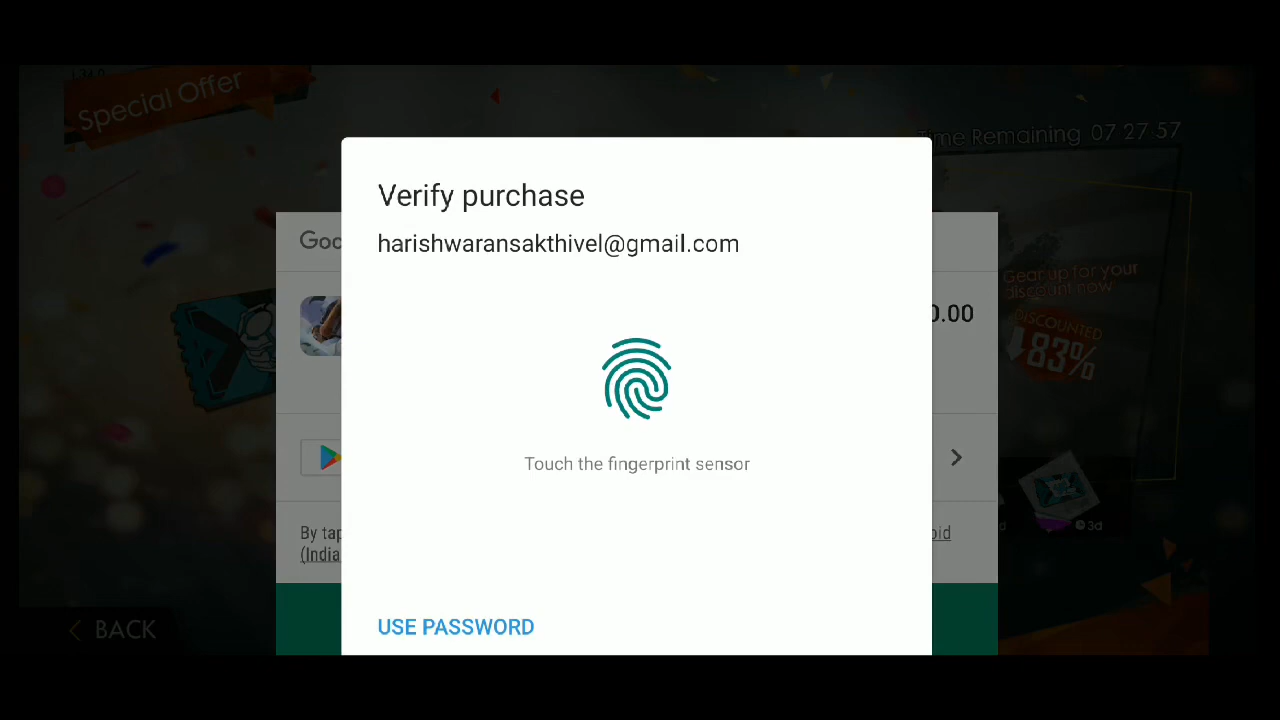 Special Offer
Time Remaining 07 27 57
Verify purchase
harishwaransakthivel@gmail.com
Goo
0.00
Gear up for your
discount now
DISCOUNTED
83%
Touch the fingerprint sensor
3d
By tap
(India
USE PASSWORD
BACK